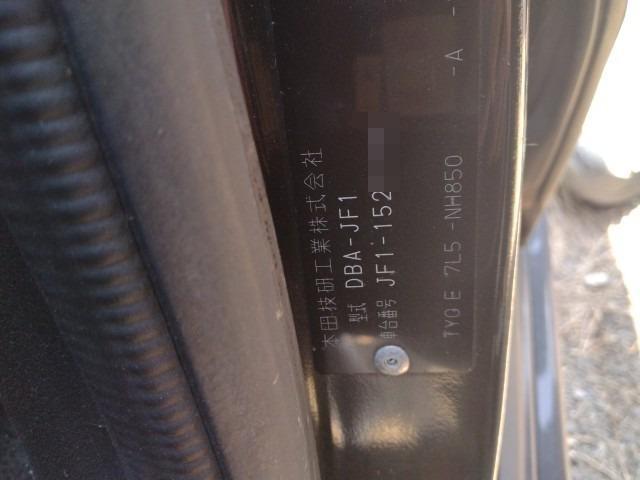 本田技研工業株式会社
型式 DBA-JF1
車台番号 JF1-152
TYG E 7L5 -NH850 -A -